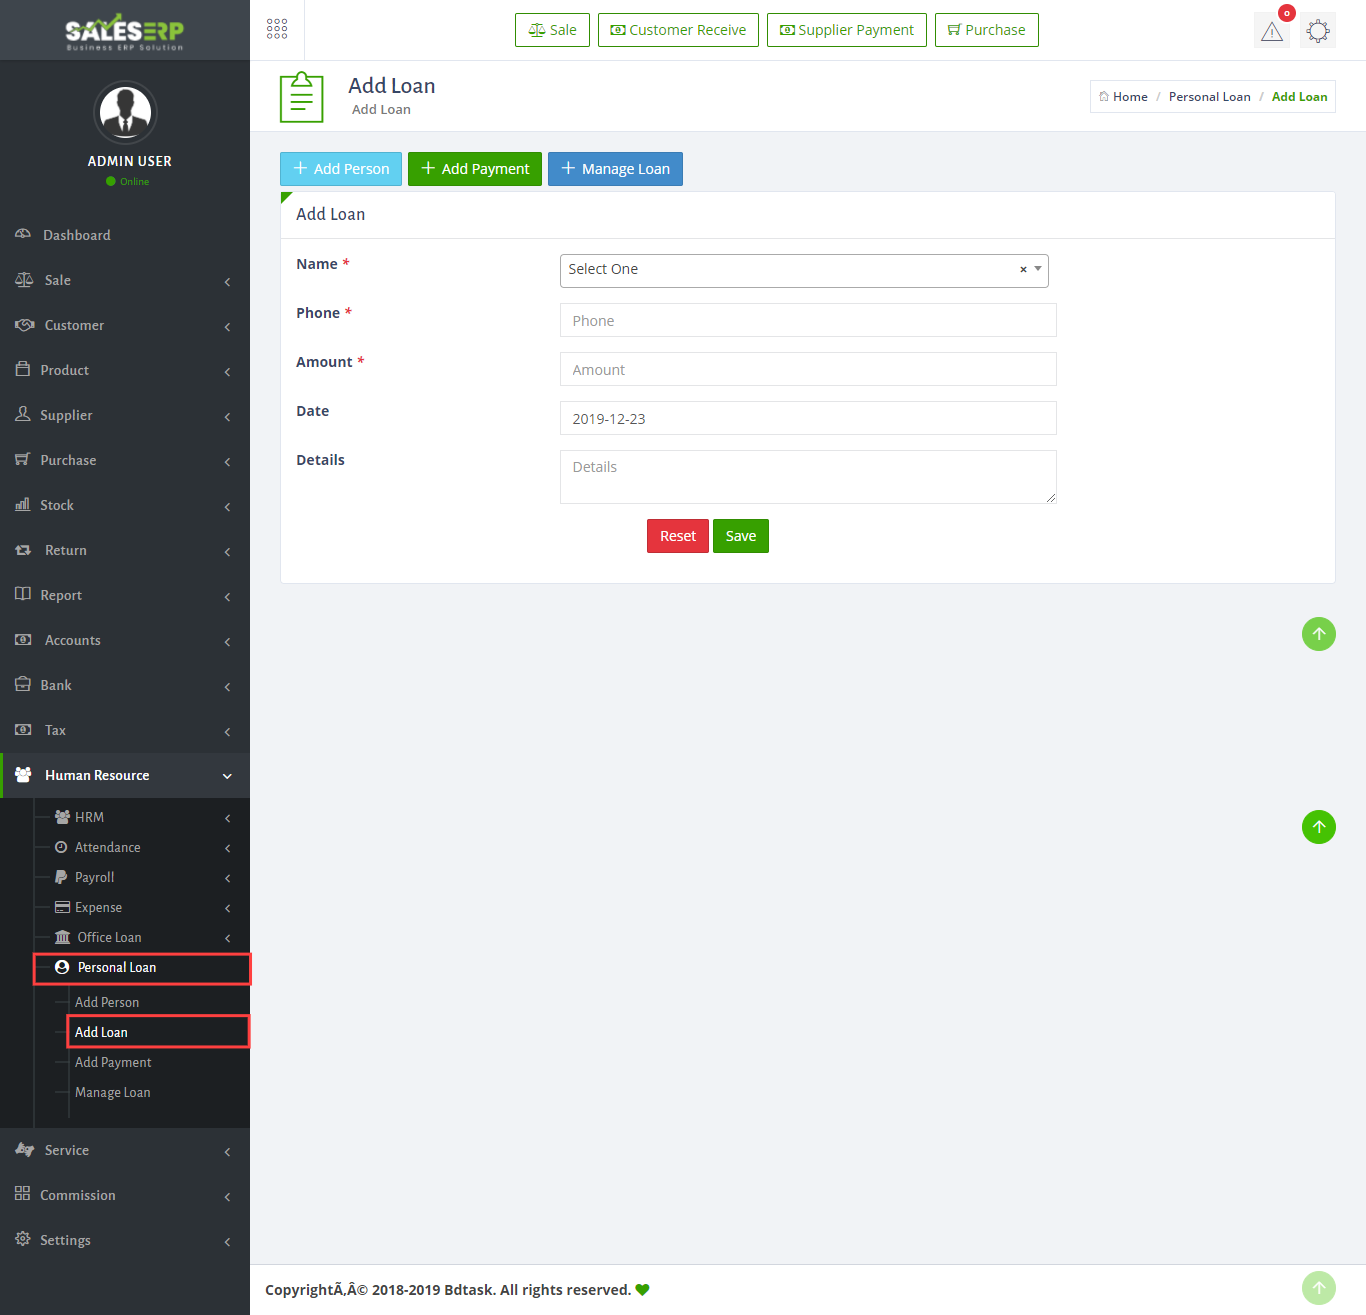 SALESERP
Business ERP Solution
ADMIN USER
Online
Dashboard
Sale
Customer
Product
Supplier
Purchase
Stock
Return
Report
Accounts
Bank
Tax
Human Resource
HRM
Attendance
Payroll
Expense
Office Loan
Personal Loan
Add Person
Add Loan
Add Payment
Manage Loan
Service
Commission
Settings
Sale Customer Receive Supplier Payment Purchase
0
Add Loan
Add Loan
Home / Personal Loan / Add Loan
+ Add Person + Add Payment + Manage Loan
Add Loan
Name * Select One × 
Phone * Phone
Amount * Amount
Date 2019-12-23
Details Details
Reset Save
CopyrightÃ‚Â© 2018-2019 Bdtask. All rights reserved.